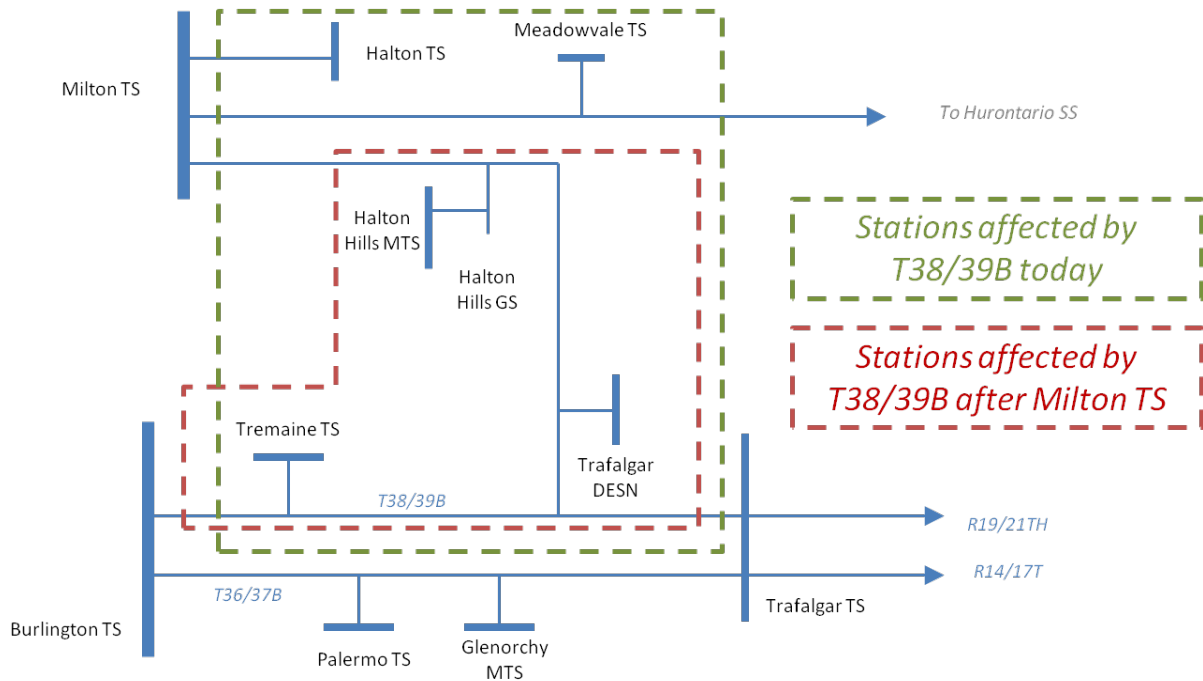 Meadowvale TS
Halton TS
Milton TS
To Hurontario SS
Halton
Hills MTS
Halton
Hills GS
Stations affected by
T38/39B today
Stations affected by
T38/39B after Milton TS
Tremaine TS
Trafalgar
DESN
T38/39B
R19/21TH
R14/17T
T36/37B
Trafalgar TS
Burlington TS
Palermo TS
Glenorchy
MTS